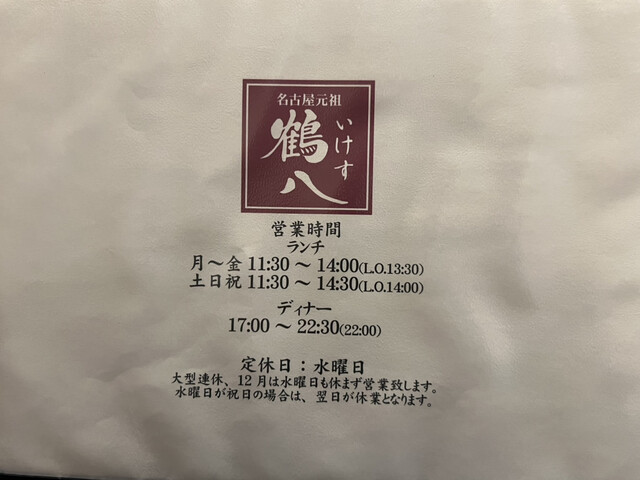 名古屋元祖
いけす
鶴八
営業時間
ランチ
月〜金 11:30 〜 14:00(L.O.13:30)
土日祝 11:30 〜 14:30(L.O.14:00)
ディナー
17:00 〜 22:30(22:00)
定休日：水曜日
大型連休、12月は水曜日も休まず営業致します。
水曜日が祝日の場合は、翌日が休業となります。